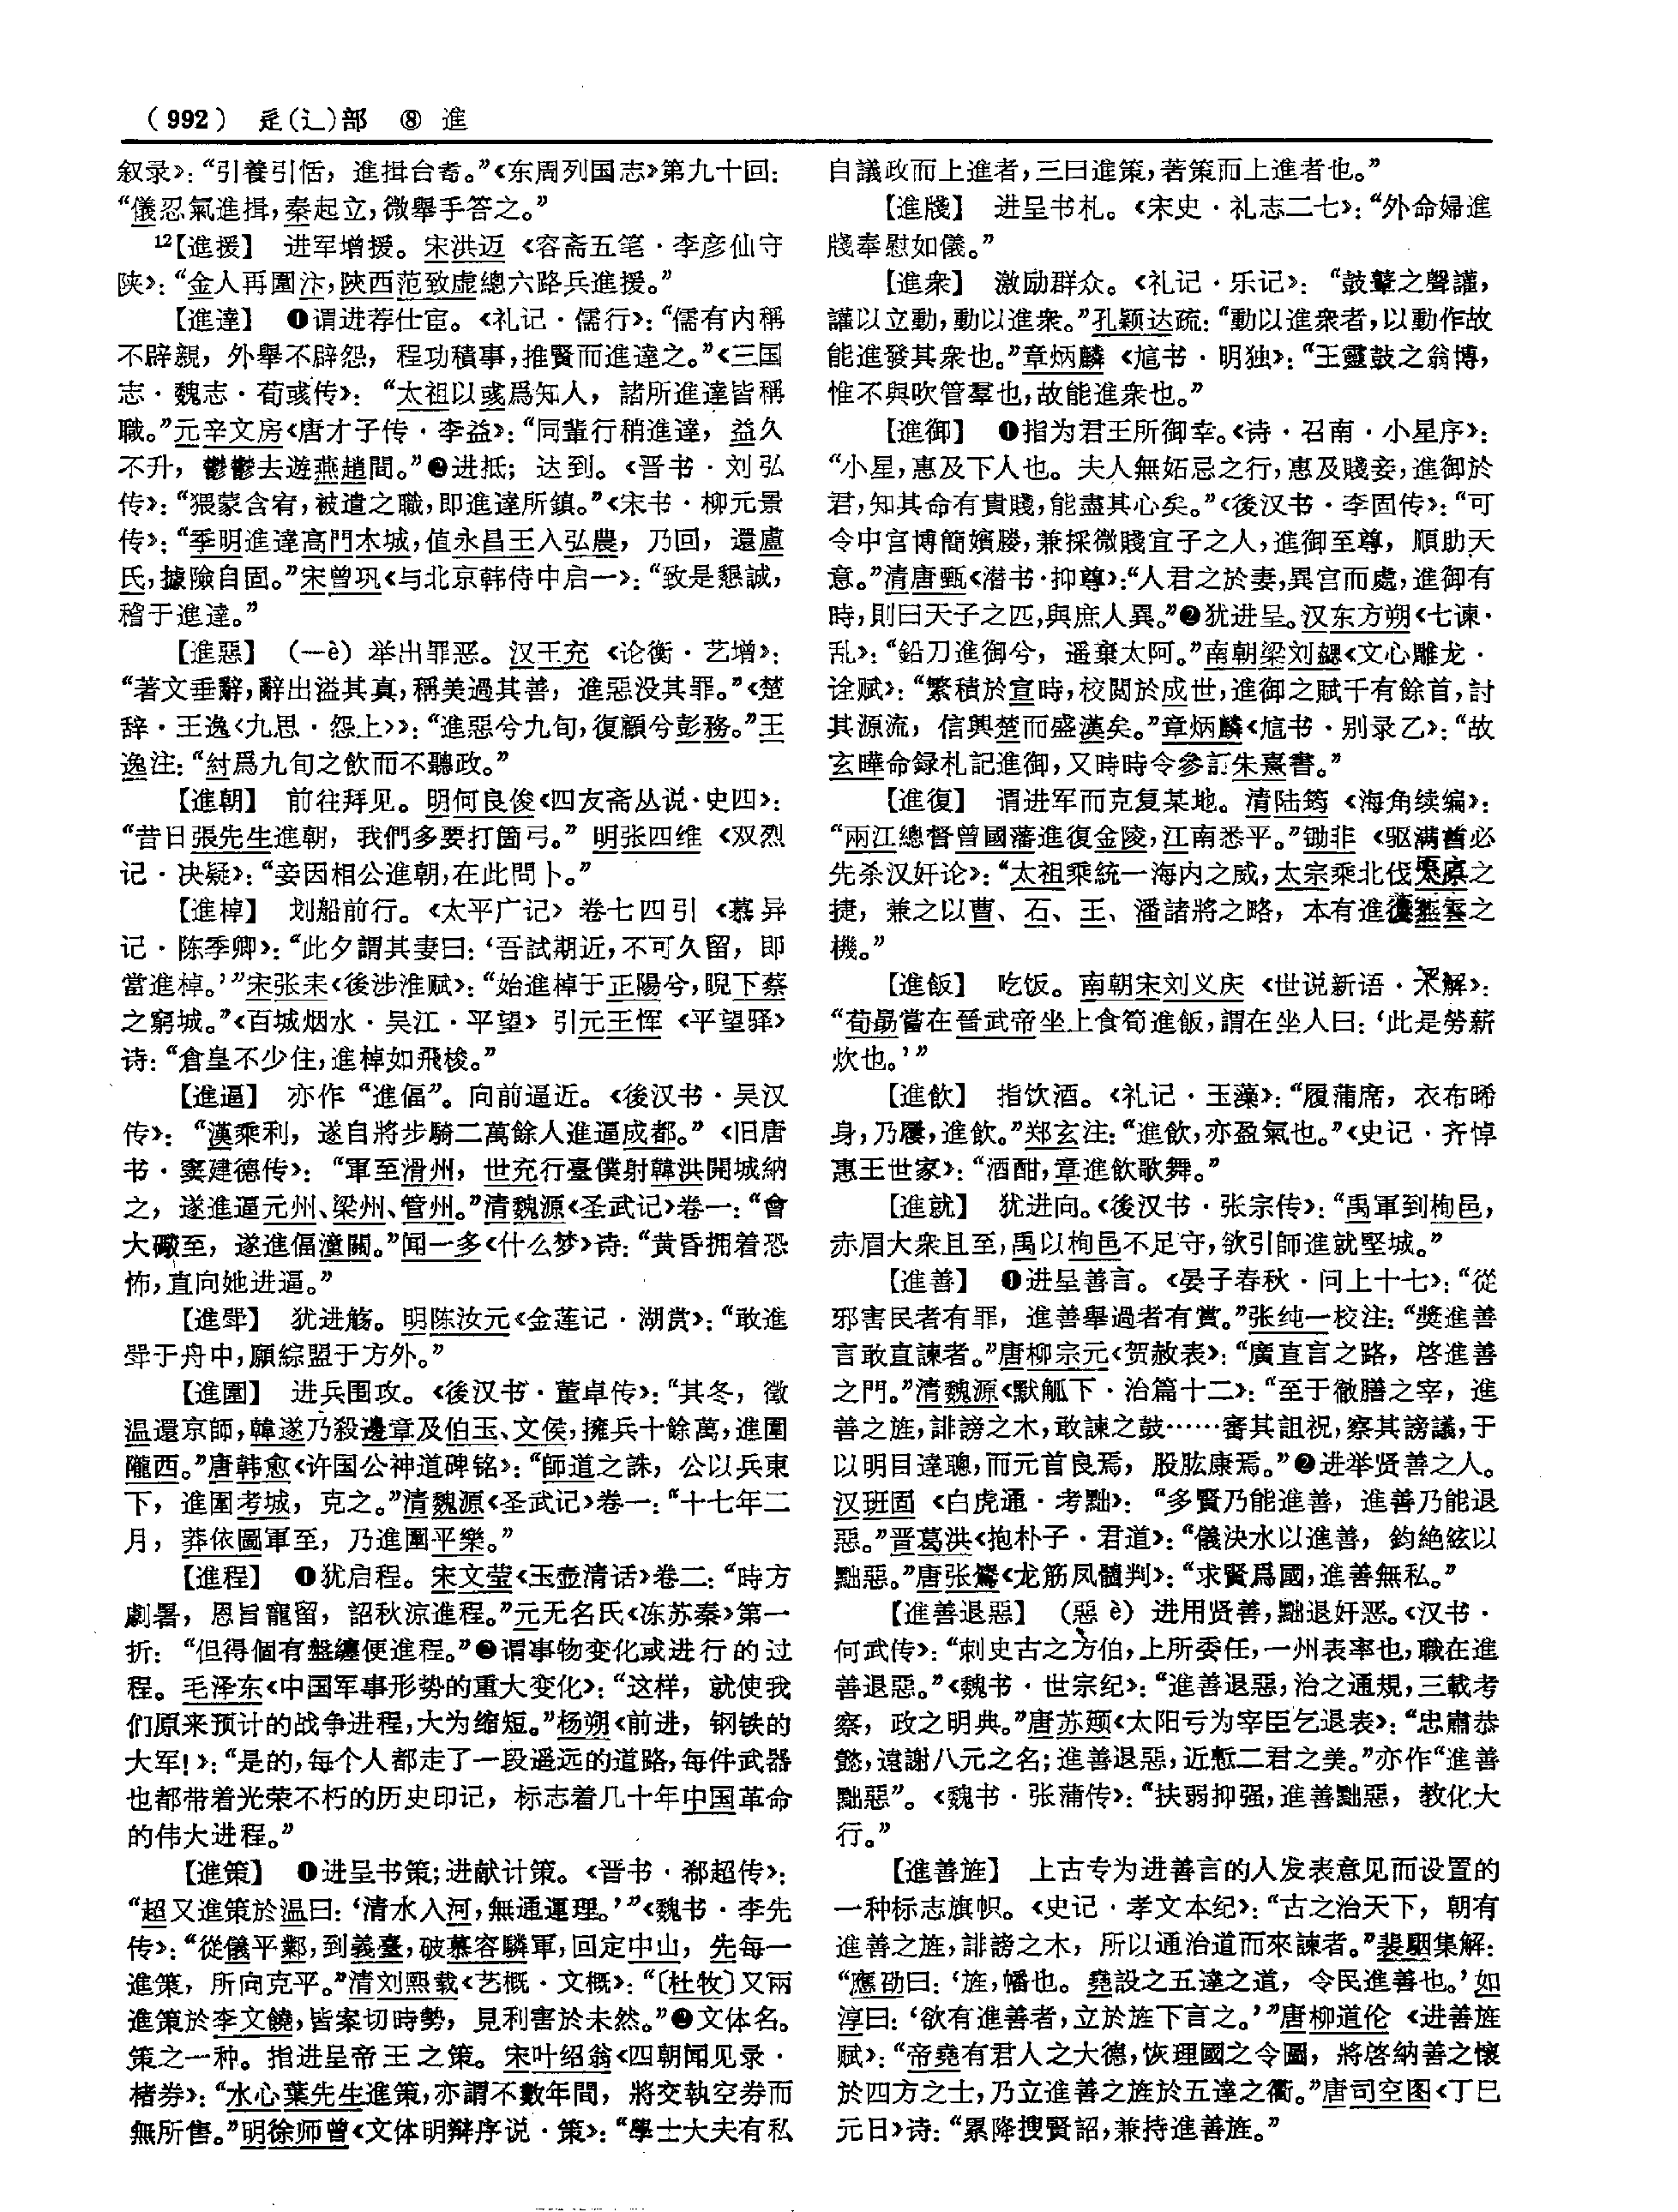 （992） 辵(辶)部 ⑧ 進
叙录》：“引養引恬，進揖台耇。”《东周列国志》第九十回：
“儀忍氣進揖，秦起立，微舉手答之。”
12【進援】 进军增援。宋洪迈《容斋五笔·李彦仙守
陕》：“金人再圍汴，陝西范致虚總六路兵進援。”
【進達】 ❶谓进荐仕宦。《礼记·儒行》：“儒有内稱
不辟親，外舉不辟怨，程功積事，推賢而進達之。”《三国
志·魏志·荀彧传》：“太祖以彧爲知人，諸所進達皆稱
職。”元辛文房《唐才子传·李益》：“同輩行稍進達，益久
不升，鬱鬱去遊燕趙間。”❷进抵；达到。《晋书·刘弘
传》：“猥蒙含宥，被遣之職，即進達所鎮。”《宋书·柳元景
传》：“季明進達高門木城，值永昌王入弘農，乃回，還盧
氏，據險自固。”宋曾巩《与北京韩侍中启一》：“致是懇誠，
稽于進達。”
【進惡】 （—è）举出罪恶。汉王充《论衡·艺增》：
“著文垂辭，辭出溢其真，稱美過其善，進惡没其罪。”《楚
辞·王逸〈九思·怨上〉》：“進惡兮九旬，復顧兮彭務。”王
逸注：“紂爲九旬之飲而不聽政。”
【進朝】 前往拜见。明何良俊《四友斋丛说·史四》：
“昔日張先生進朝，我們多要打箇弓。”明张四维《双烈
记·决疑》：“妾因相公進朝，在此問卜。”
【進棹】 划船前行。《太平广记》卷七四引《慕异
记·陈季卿》：“此夕謂其妻曰：‘吾試期近，不可久留，即
當進棹。’”宋张耒《後涉淮赋》：“始進棹于正陽兮，睨下蔡
之窮城。”《百城烟水·吴江·平望》引元王恽《平望驿》
诗：“倉皇不少住，進棹如飛梭。”
【進逼】 亦作“進偪”。向前逼近。《後汉书·吴汉
传》：“漢乘利，遂自將步騎二萬餘人進逼成都。”《旧唐
书·窦建德传》：“軍至滑州，世充行臺僕射韓洪開城納
之，遂進逼元州、梁州、管州。”清魏源《圣武记》卷一：“會
大礮至，遂進偪潼關。”闻一多《什么梦》诗：“黄昏拥着恐
怖，直向她进逼。”
【進斝】 犹进觞。明陈汝元《金莲记·湖赏》：“敢進
斝于舟中，願綜盟于方外。”
【進圍】 进兵围攻。《後汉书·董卓传》：“其冬，徵
温還京師，韓遂乃殺邊章及伯玉、文侯，擁兵十餘萬，進圍
隴西。”唐韩愈《许国公神道碑铭》：“師道之誅，公以兵東
下，進圍考城，克之。”清魏源《圣武记》卷一：“十七年二
月，莽依圖軍至，乃進圍平樂。”
【進程】 ❶犹启程。宋文莹《玉壶清话》卷二：“時方
劇暑，恩旨寵留，詔秋涼進程。”元无名氏《冻苏秦》第一
折：“但得個有盤纏便進程。”❷谓事物变化或进行的过
程。毛泽东《中国军事形势的重大变化》：“这样，就使我
们原来预计的战争进程，大为缩短。”杨朔《前进，钢铁的
大军！》：“是的，每个人都走了一段遥远的道路，每件武器
也都带着光荣不朽的历史印记，标志着几十年中国革命
的伟大进程。”
【進策】 ❶进呈书策；进献计策。《晋书·郗超传》：
“超又進策於温曰：‘清水入河，無通運理。’”《魏书·李先
传》：“從儀平鄴，到義臺，破慕容驎軍，回定中山，先每一
進策，所向克平。”清刘熙载《艺概·文概》：“〔杜牧〕又兩
進策於李文饒，皆案切時勢，見利害於未然。”❷文体名。
策之一种。指进呈帝王之策。宋叶绍翁《四朝闻见录·
楮券》：“水心葉先生進策，亦謂不數年間，將交執空券而
無所售。”明徐师曾《文体明辩序说·策》：“學士大夫有私
自議政而上進者，三曰進策，著策而上進者也。”
【進牋】 进呈书札。《宋史·礼志二七》：“外命婦進
牋奉慰如儀。”
【進衆】 激励群众。《礼记·乐记》：“鼓鼙之聲讙，
讙以立動，動以進衆。”孔颖达疏：“動以進衆者，以動作故
能進發其衆也。”章炳麟《訄书·明独》：“王靈鼓之翁博，
惟不與吹管羣也，故能進衆也。”
【進御】 ❶指为君王所御幸。《诗·召南·小星序》：
“小星，惠及下人也。夫人無妬忌之行，惠及賤妾，進御於
君，知其命有貴賤，能盡其心矣。”《後汉书·李固传》：“可
令中宫博簡嬪媵，兼採微賤宜子之人，進御至尊，順助天
意。”清唐甄《潜书·抑尊》：“人君之於妻，異宫而處，進御有
時，則曰天子之匹，與庶人異。”❷犹进呈。汉东方朔《七谏·
乱》：“鉛刀進御兮，遥棄太阿。”南朝梁刘勰《文心雕龙·
诠赋》：“繁積於宣時，校閲於成世，進御之賦千有餘首，討
其源流，信興楚而盛漢矣。”章炳麟《訄书·别录乙》：“故
玄曄命録札記進御，又時時令參訂朱熹書。”
【進復】 谓进军而克复某地。清陆筠《海角续编》：
“兩江總督曾國藩進復金陵，江南悉平。”锄非《驱满酋必
先杀汉奸论》：“太祖乘統一海内之威，太宗乘北伐太原之
捷，兼之以曹、石、王、潘諸將之略，本有進復燕雲之
機。”
【進飯】 吃饭。南朝宋刘义庆《世说新语·术解》：
“荀勗嘗在晉武帝坐上食筍進飯，謂在坐人曰：‘此是勞薪
炊也。’”
【進飲】 指饮酒。《礼记·玉藻》：“履蒲席，衣布晞
身，乃屨，進飲。”郑玄注：“進飲，亦盈氣也。”《史记·齐悼
惠王世家》：“酒酣，章進飲歌舞。”
【進就】 犹进向。《後汉书·张宗传》：“禹軍到栒邑，
赤眉大衆且至，禹以栒邑不足守，欲引師進就堅城。”
【進善】 ❶进呈善言。《晏子春秋·问上十七》：“從
邪害民者有罪，進善舉過者有賞。”张纯一校注：“獎進善
言敢直諫者。”唐柳宗元《贺赦表》：“廣直言之路，啓進善
之門。”清魏源《默觚下·治篇十二》：“至于徹膳之宰，進
善之旌，誹謗之木，敢諫之鼓……審其詛祝，察其謗議，于
以明目達聰，而元首良焉，股肱康焉。”❷进举贤善之人。
汉班固《白虎通·考黜》：“多賢乃能進善，進善乃能退
惡。”晋葛洪《抱朴子·君道》：“儀決水以進善，鈞絶絃以
黜惡。”唐张鷟《龙筋凤髓判》：“求賢爲國，進善無私。”
【進善退惡】 （惡è）进用贤善，黜退奸恶。《汉书·
何武传》：“刺史古之方伯，上所委任，一州表率也，職在進
善退惡。”《魏书·世宗纪》：“進善退惡，治之通規，三載考
察，政之明典。”唐苏颋《太阳亏为宰臣乞退表》：“忠肅恭
懿，遠謝八元之名；進善退惡，近慙二君之美。”亦作“進善
黜惡”。《魏书·张蒲传》：“扶弱抑强，進善黜惡，教化大
行。”
【進善旌】 上古专为进善言的人发表意见而设置的
一种标志旗帜。《史记·孝文本纪》：“古之治天下，朝有
進善之旌，誹謗之木，所以通治道而來諫者。”裴駰集解：
“應劭曰：‘旌，幡也。堯設之五達之道，令民進善也。’如
淳曰：‘欲有進善者，立於旌下言之。’”唐柳道伦《进善旌
赋》：“帝堯有君人之大德，恢理國之令圖，將啓納善之懷
於四方之士，乃立進善之旌於五達之衢。”唐司空图《丁巳
元日》诗：“累降搜賢詔，兼持進善旌。”